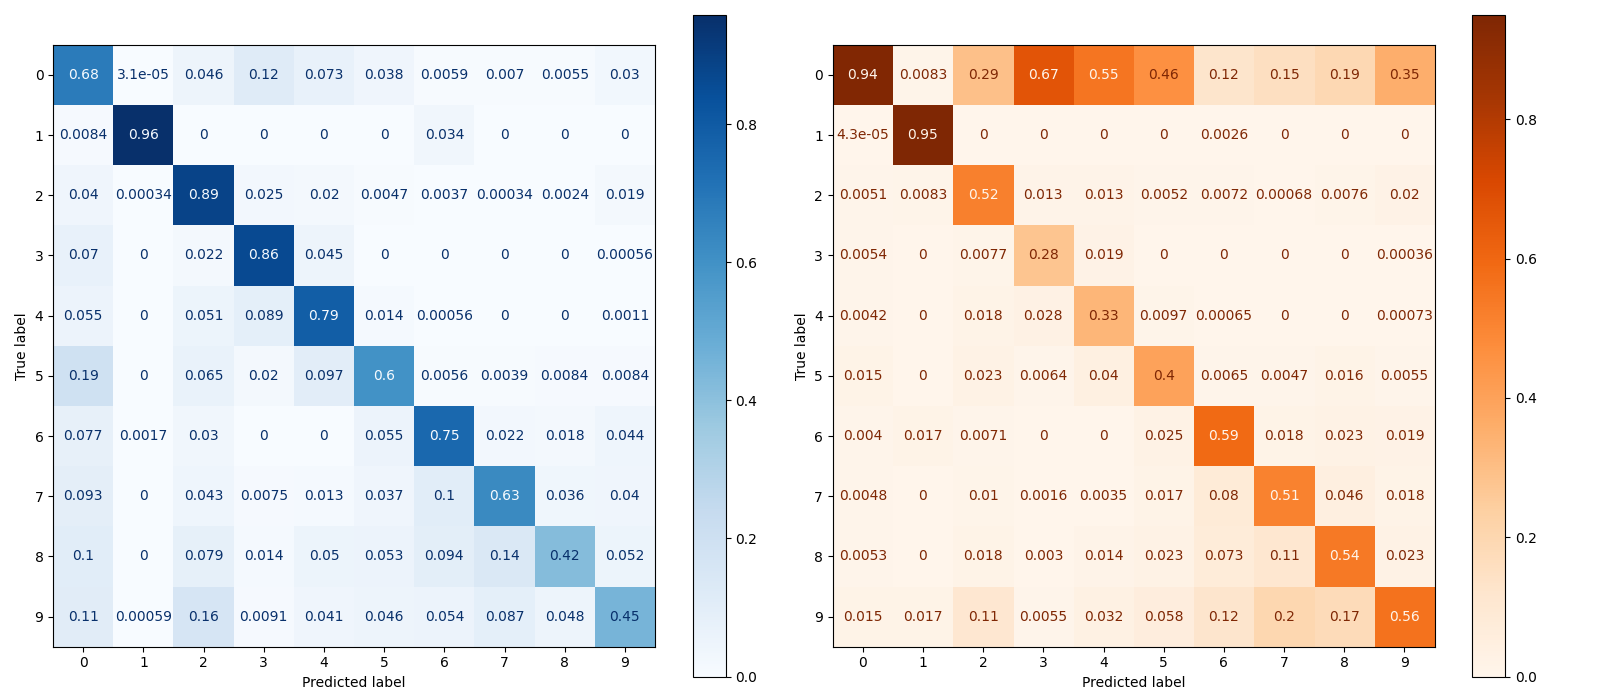 0 0.68 3.1e-05 0.046 0.12 0.073 0.038 0.0059 0.007 0.0055 0.03
1 0.0084 0.96 0 0 0 0 0.034 0 0 0
2 0.04 0.00034 0.89 0.025 0.02 0.0047 0.0037 0.00034 0.0024 0.019
3 0.07 0 0.022 0.86 0.045 0 0 0 0 0.00056
4 0.055 0 0.051 0.089 0.79 0.014 0.00056 0 0 0.0011
5 0.19 0 0.065 0.02 0.097 0.6 0.0056 0.0039 0.0084 0.0084
6 0.077 0.0017 0.03 0 0 0.055 0.75 0.022 0.018 0.044
7 0.093 0 0.043 0.0075 0.013 0.037 0.1 0.63 0.036 0.04
8 0.1 0 0.079 0.014 0.05 0.053 0.094 0.14 0.42 0.052
9 0.11 0.00059 0.16 0.0091 0.041 0.046 0.054 0.087 0.048 0.45
0 1 2 3 4 5 6 7 8 9
Predicted label
True label
0.8
0.6
0.4
0.2
0.0
0 0.94 0.0083 0.29 0.67 0.55 0.46 0.12 0.15 0.19 0.35
1 4.3e-05 0.95 0 0 0 0 0.0026 0 0 0
2 0.0051 0.0083 0.52 0.013 0.013 0.0052 0.0072 0.00068 0.0076 0.02
3 0.0054 0 0.0077 0.28 0.019 0 0 0 0 0.00036
4 0.0042 0 0.018 0.028 0.33 0.0097 0.00065 0 0 0.00073
5 0.015 0 0.023 0.0064 0.04 0.4 0.0065 0.0047 0.016 0.0055
6 0.004 0.017 0.0071 0 0 0.025 0.59 0.018 0.023 0.019
7 0.0048 0 0.01 0.0016 0.0035 0.017 0.08 0.51 0.046 0.018
8 0.0053 0 0.018 0.003 0.014 0.023 0.073 0.11 0.54 0.023
9 0.015 0.017 0.11 0.0055 0.032 0.058 0.12 0.2 0.17 0.56
0 1 2 3 4 5 6 7 8 9
Predicted label
True label
0.8
0.6
0.4
0.2
0.0